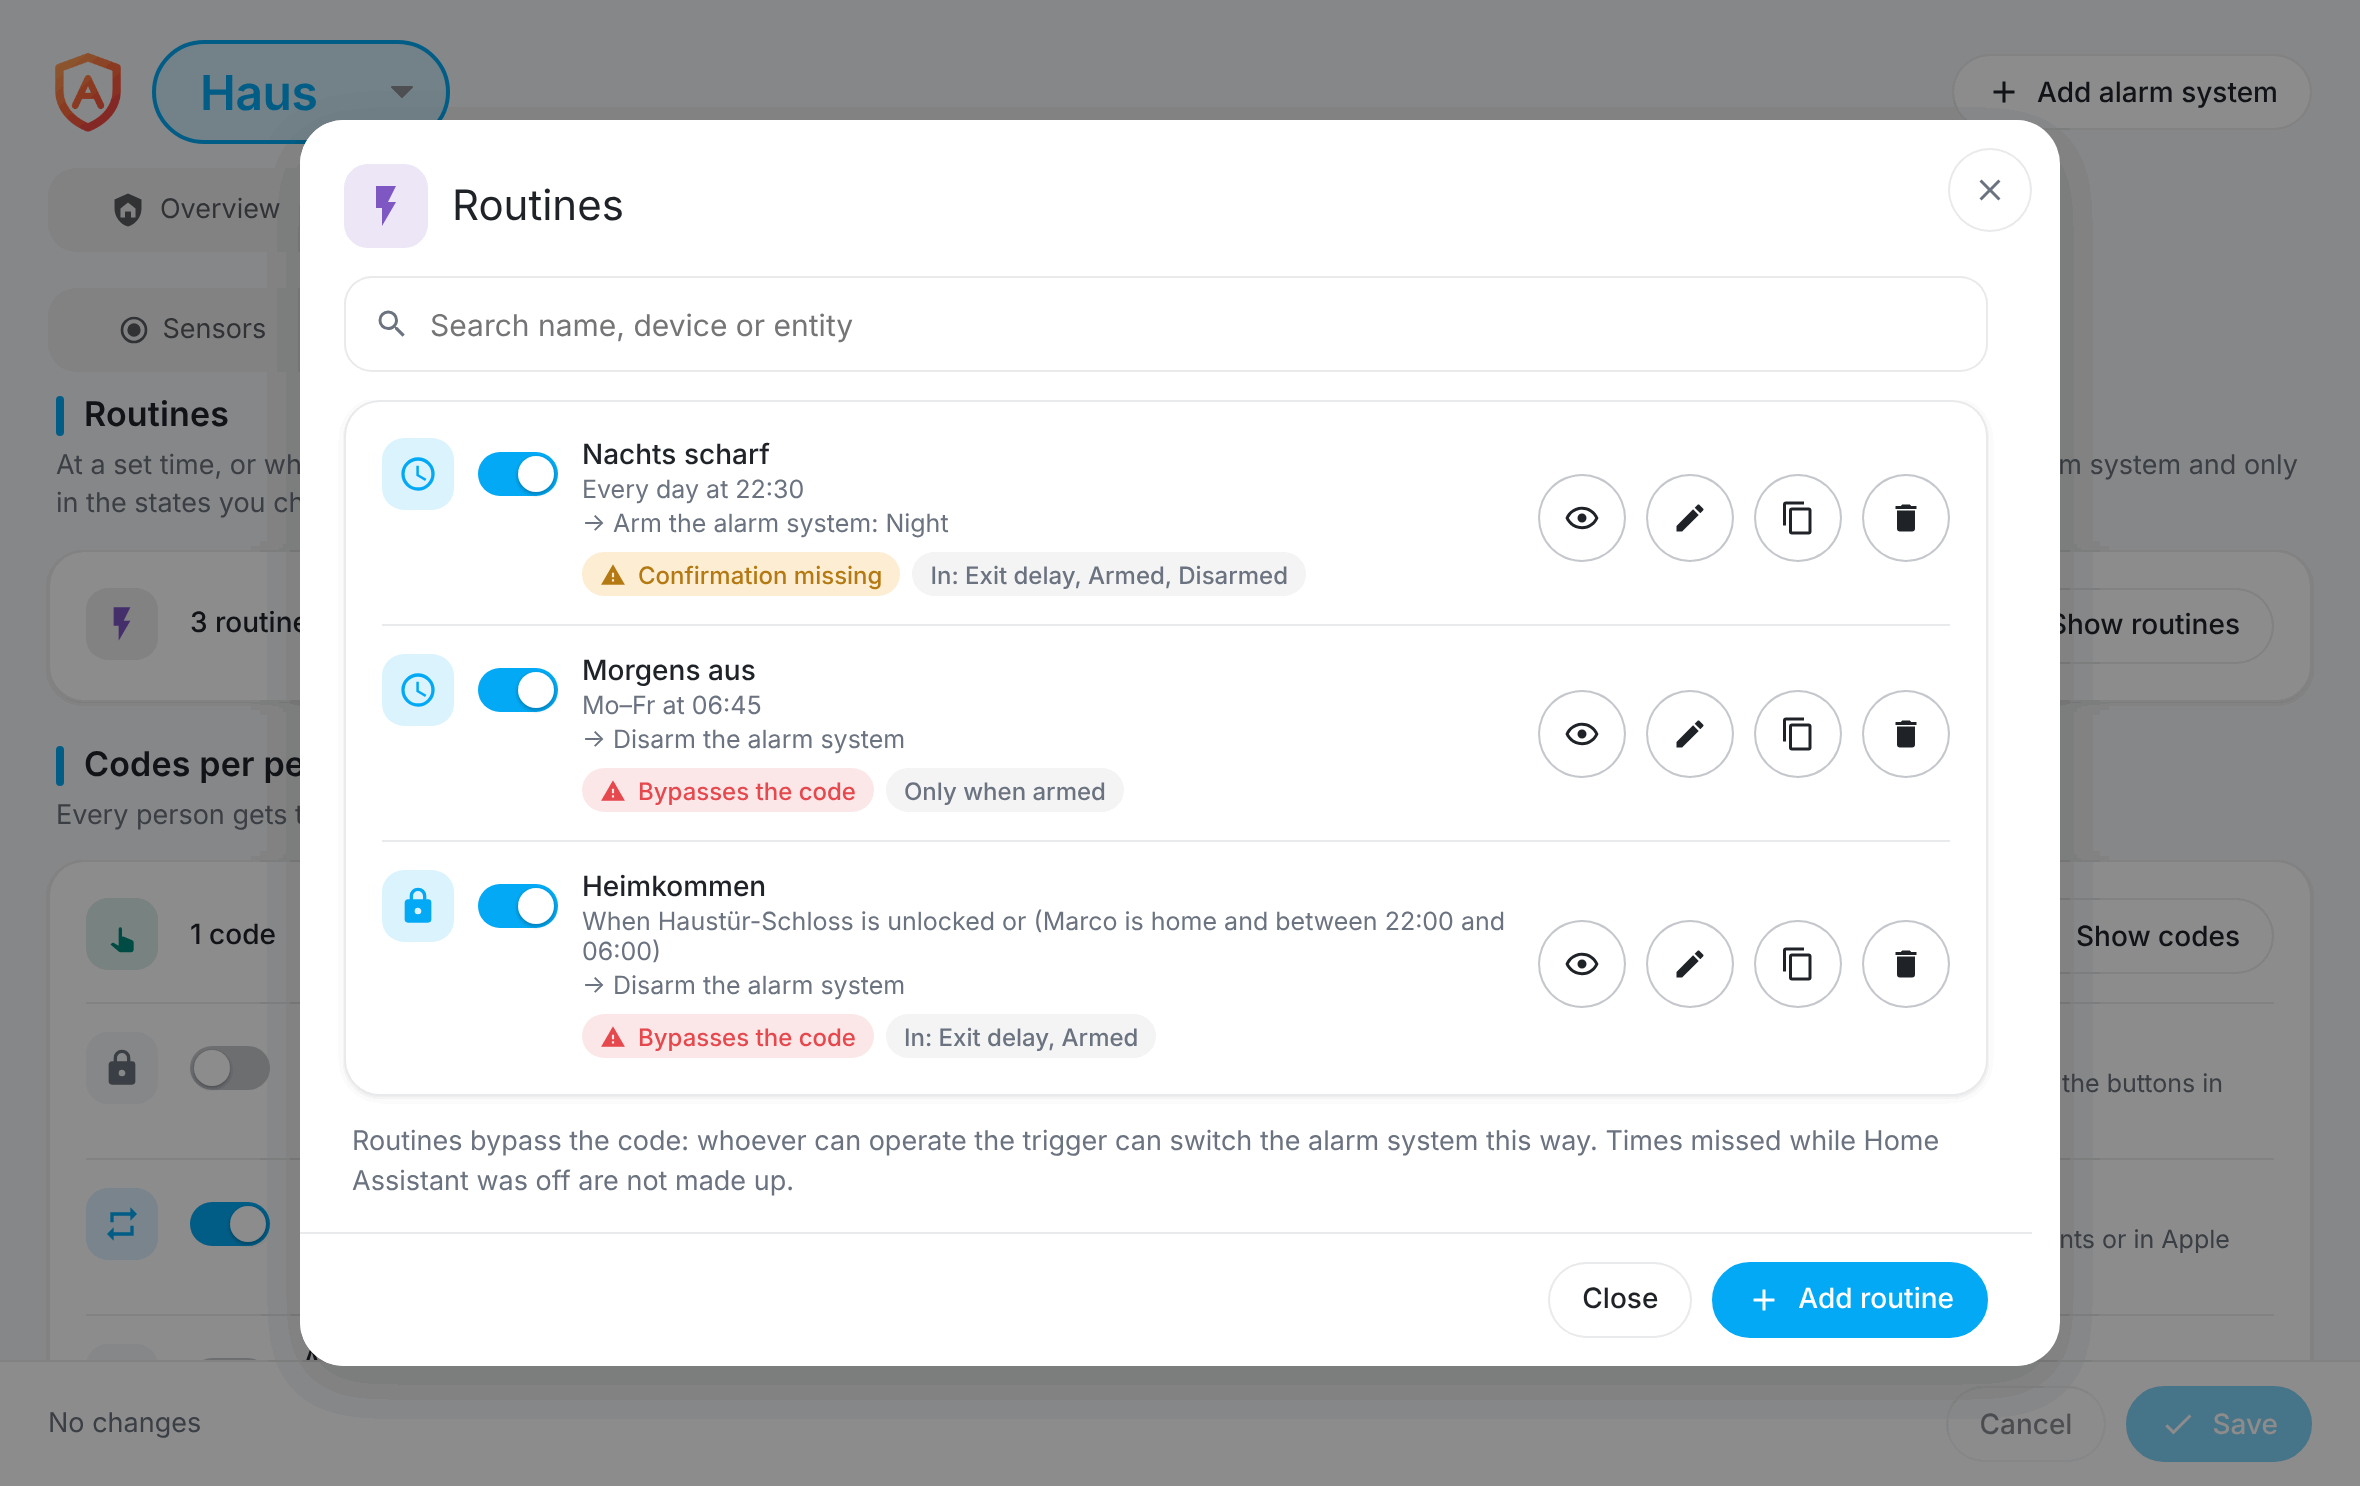 Haus
Add alarm system
Overview
Sensors
Routines
At a set time, or wh
m system and only
in the states you ch
3 routine
Show routines
Codes per pe
Every person gets t
1 code
Show codes
the buttons in
nts or in Apple
No changes
Cancel
Save
Routines
Search name, device or entity
Nachts scharf
Every day at 22:30
→ Arm the alarm system: Night
Confirmation missing
In: Exit delay, Armed, Disarmed
Morgens aus
Mo–Fr at 06:45
→ Disarm the alarm system
Bypasses the code
Only when armed
Heimkommen
When Haustür-Schloss is unlocked or (Marco is home and between 22:00 and
06:00)
→ Disarm the alarm system
Bypasses the code
In: Exit delay, Armed
Routines bypass the code: whoever can operate the trigger can switch the alarm system this way. Times missed while Home
Assistant was off are not made up.
Close
Add routine